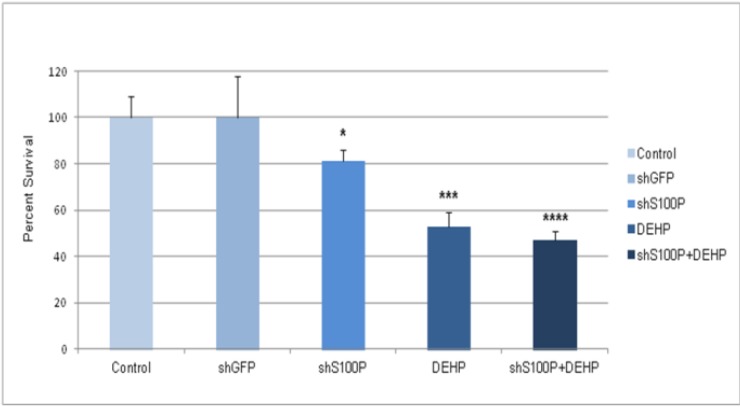 120
100
80
60
40
20
0
Percent Survival
*
***
****
Control
shGFP
shS100P
DEHP
shS100P+DEHP
Control
shGFP
shS100P
DEHP
shS100P+DEHP